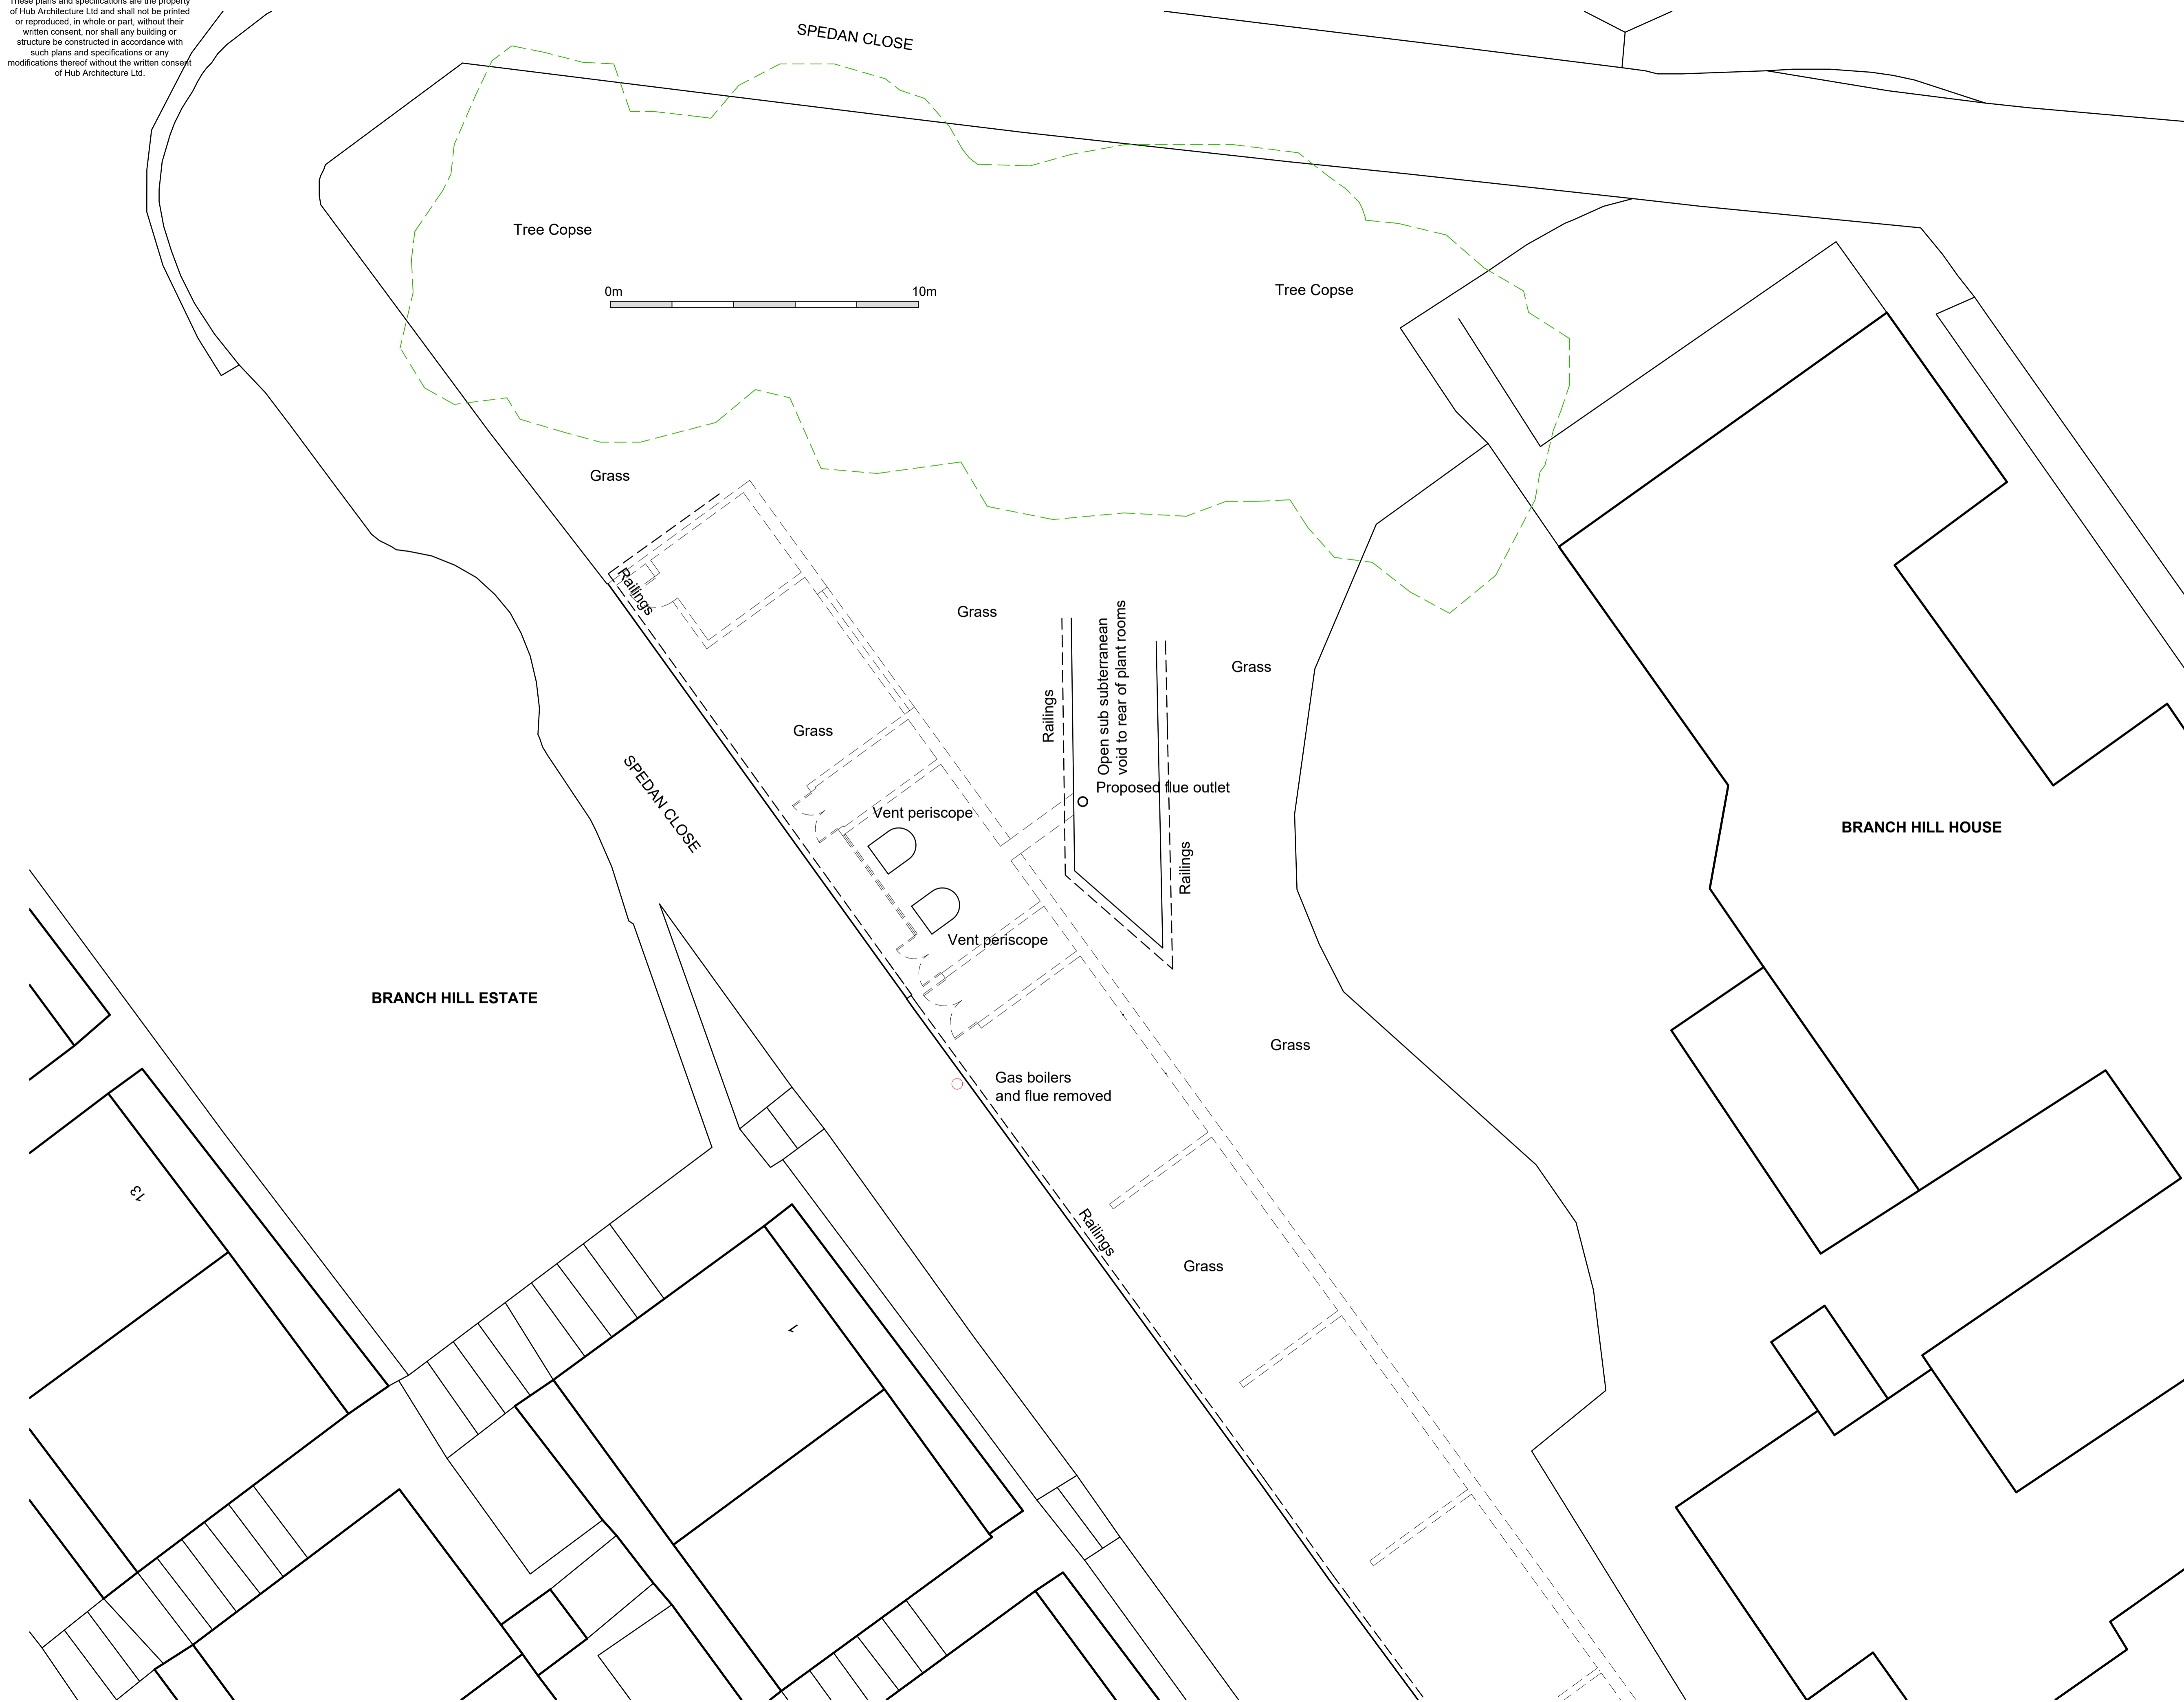 These plans and specifications are the property
of Hub Architecture Ltd and shall not be printed
or reproduced, in whole or part, without their
written consent, nor shall any building or
structure be constructed in accordance with
such plans and specifications or any
modifications thereof without the written consent
of Hub Architecture Ltd.
SPEDAN CLOSE
Tree Copse
0m
10m
Tree Copse
Grass
Railings
Grass
Open sub subterranean
void to rear of plant rooms
Grass
Railings
Grass
SPEDAN CLOSE
Proposed flue outlet
Vent periscope
BRANCH HILL HOUSE
Railings
Vent periscope
BRANCH HILL ESTATE
Grass
Gas boilers
and flue removed
13
Railings
Grass
1